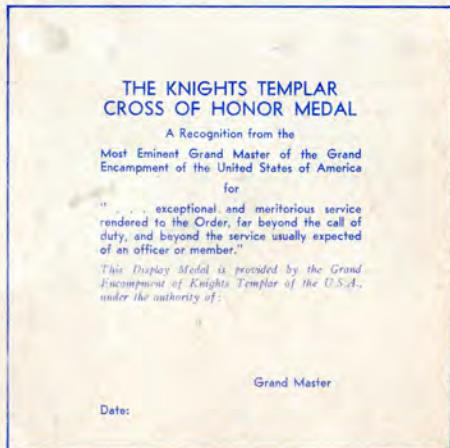 THE KNIGHTS TEMPLAR
CROSS OF HONOR MEDAL
A Recognition from the
Most Eminent Grand Master of the Grand
Encampment of the United States of America
for
" . . . exceptional and meritorious service
rendered to the Order, far beyond the call of
duty, and beyond the service usually expected
of an officer or member."
This Display Medal is provided by the Grand
Encampment of Knights Templar of the U.S.A.,
under the authority of:
Grand Master
Date: